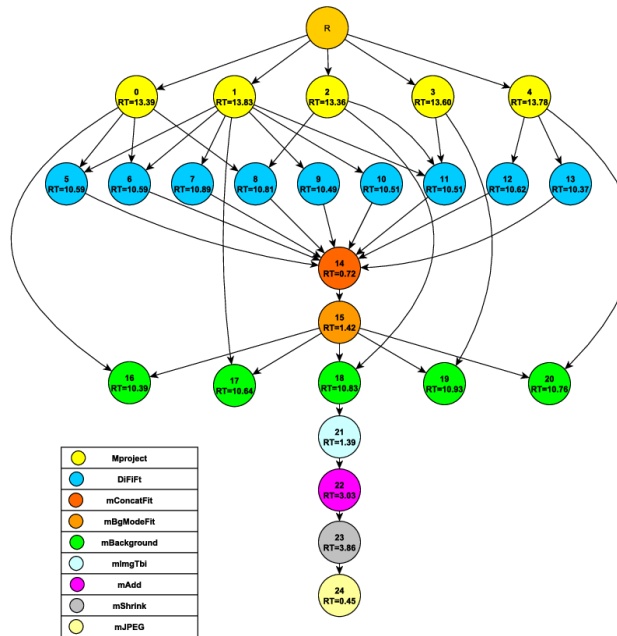 R
0
RT=13.39
1
RT=13.83
2
RT=13.36
3
RT=13.60
4
RT=13.78
5
RT=10.59
6
RT=10.59
7
RT=10.89
8
RT=10.81
9
RT=10.49
10
RT=10.51
11
RT=10.51
12
RT=10.62
13
RT=10.37
14
RT=0.72
15
RT=1.42
16
RT=10.39
17
RT=10.64
18
RT=10.83
19
RT=10.93
20
RT=10.76
21
RT=1.39
22
RT=3.03
23
RT=3.86
24
RT=0.45
Mproject
DiFiFt
mConcatFit
mBgModeFit
mBackground
mImgTbi
mAdd
mShrink
mJPEG